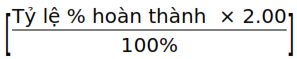 [Tỷ lệ % hoàn thành × 2.00
100%]